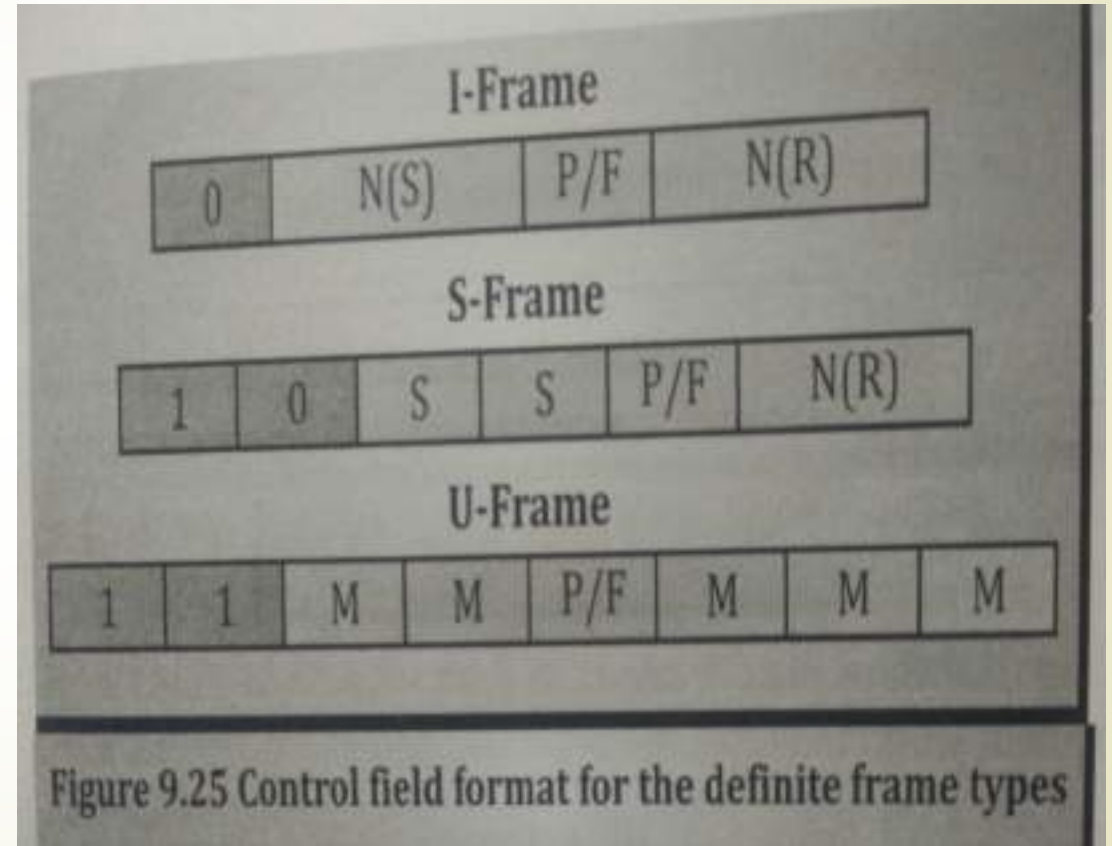 I-Frame
0 N(S) P/F N(R)
S-Frame
1 0 S S P/F N(R)
U-Frame
1 1 M M P/F M M M
Figure 9.25 Control field format for the definite frame types